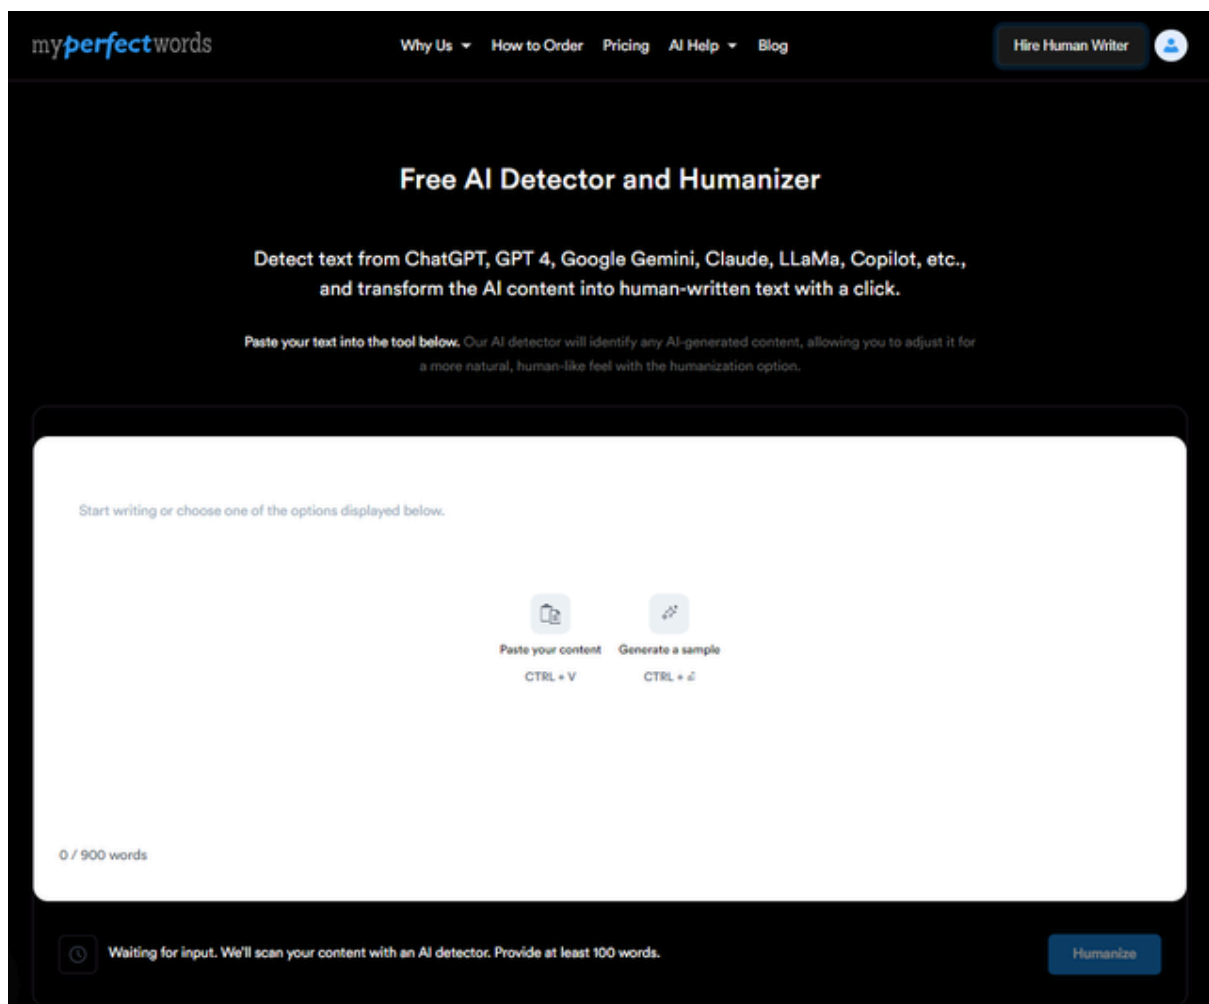 myperfectwords
Why Us How to Order Pricing AI Help Blog
Hire Human Writer
Free AI Detector and Humanizer
Detect text from ChatGPT, GPT 4, Google Gemini, Claude, LLaMa, Copilot, etc.,
and transform the AI content into human-written text with a click.
Paste your text into the tool below. Our AI detector will identify any AI-generated content, allowing you to adjust it for
a more natural, human-like feel with the humanization option.
Start writing or choose one of the options displayed below.
Paste your content Generate a sample
CTRL + V CTRL +
0 / 900 words
Waiting for input. We'll scan your content with an AI detector. Provide at least 100 words.
Humanize